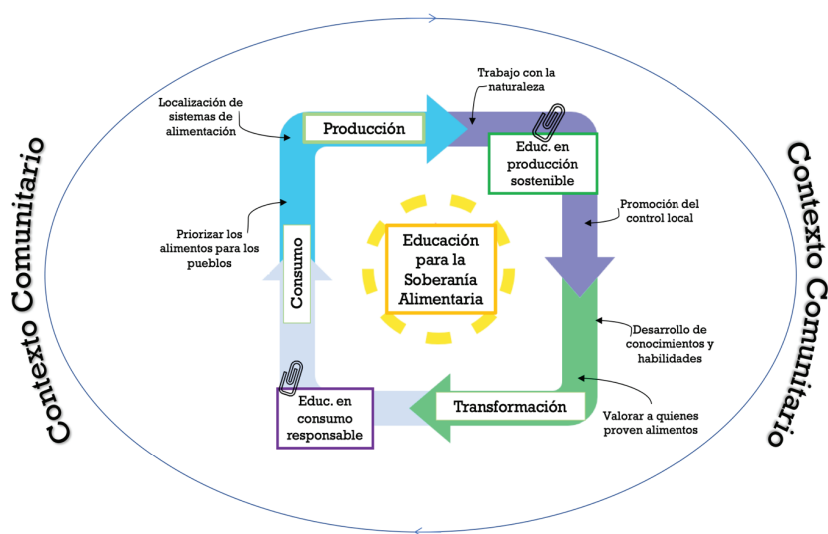 Trabajo con la
naturaleza
Localización de
sistemas de
alimentación
Producción
Educ. en
producción
sostenible
Contexto Comunitario
Contexto Comunitario
Promoción del
control local
Priorizar los
alimentos para los
pueblos
Educación
para la
Soberanía
Alimentaria
Consumo
Desarrollo de
conocimientos y
habilidades
Educ. en
consumo
responsable
Transformación
Valorar a quienes
proven alimentos